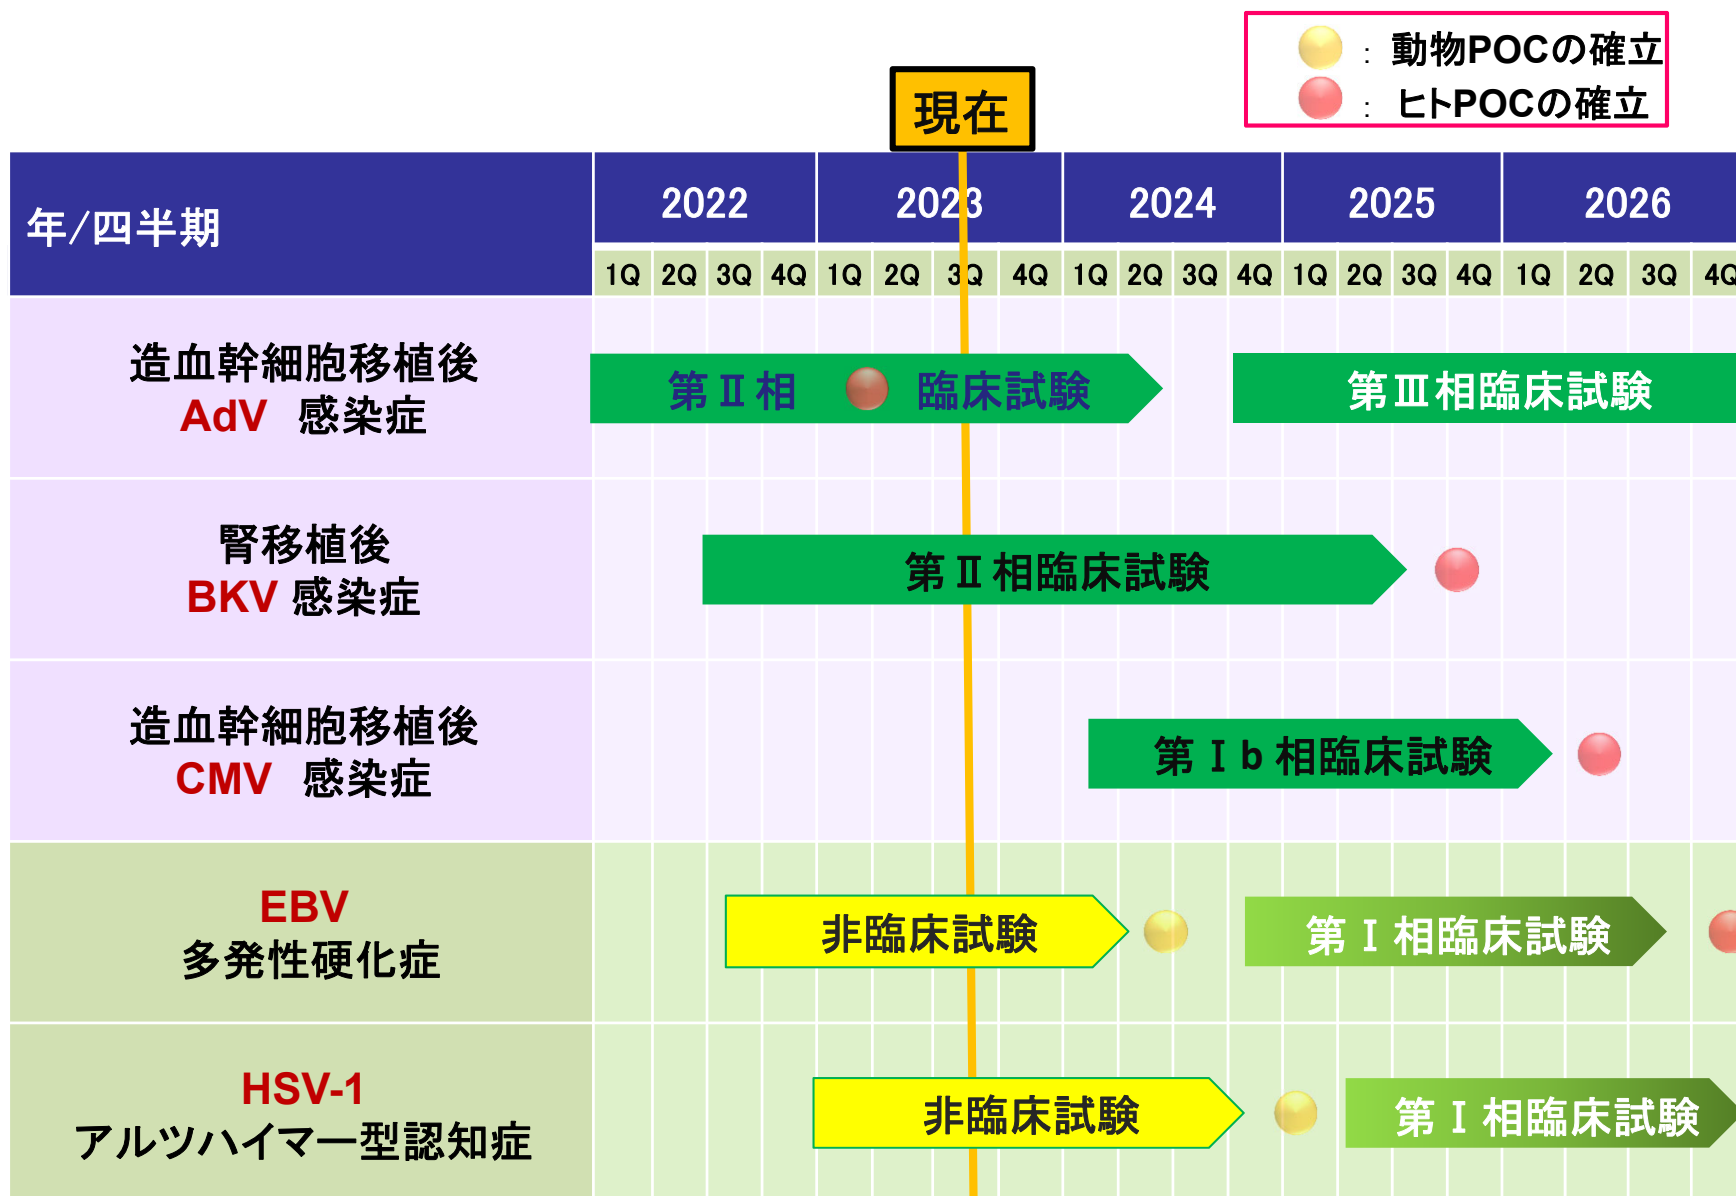 ： 動物POCの確立
： ヒトPOCの確立
現在
年/四半期
2022 2023 2024 2025 2026
1Q 2Q 3Q 4Q 1Q 2Q 3Q 4Q 1Q 2Q 3Q 4Q 1Q 2Q 3Q 4Q 1Q 2Q 3Q 4Q
造血幹細胞移植後
AdV 感染症
第Ⅱ相 臨床試験
第Ⅲ相臨床試験
腎移植後
BKV 感染症
第Ⅱ相臨床試験
造血幹細胞移植後
CMV 感染症
第Ⅰb相臨床試験
EBV
多発性硬化症
非臨床試験
第Ⅰ相臨床試験
HSV-1
アルツハイマー型認知症
非臨床試験
第Ⅰ相臨床試験